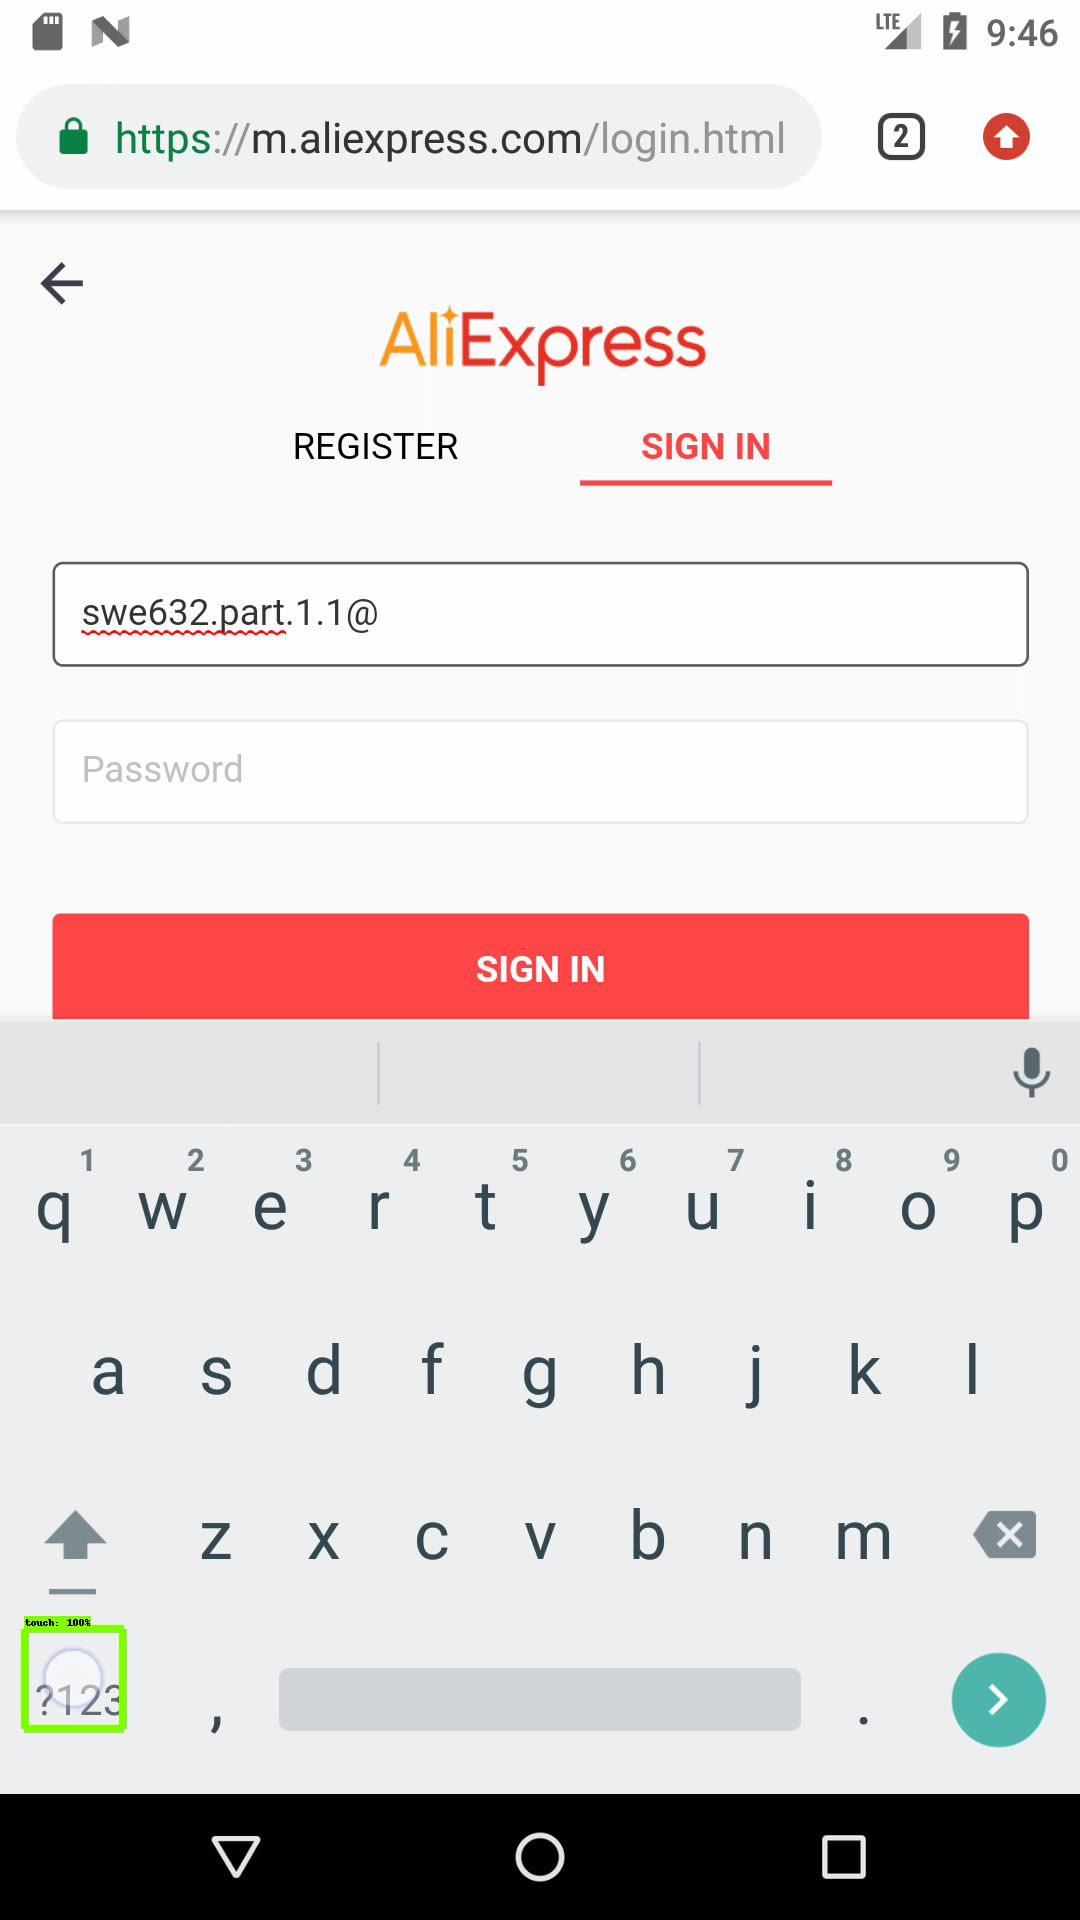 LTE 9:46
https://m.aliexpress.com/login.html 2
AliExpress
REGISTER SIGN IN
swe632.part.1.1@
Password
SIGN IN
1 2 3 4 5 6 7 8 9 0
q w e r t y u i o p
a s d f g h j k l
z x c v b n m
touch: 100%
?123 , .